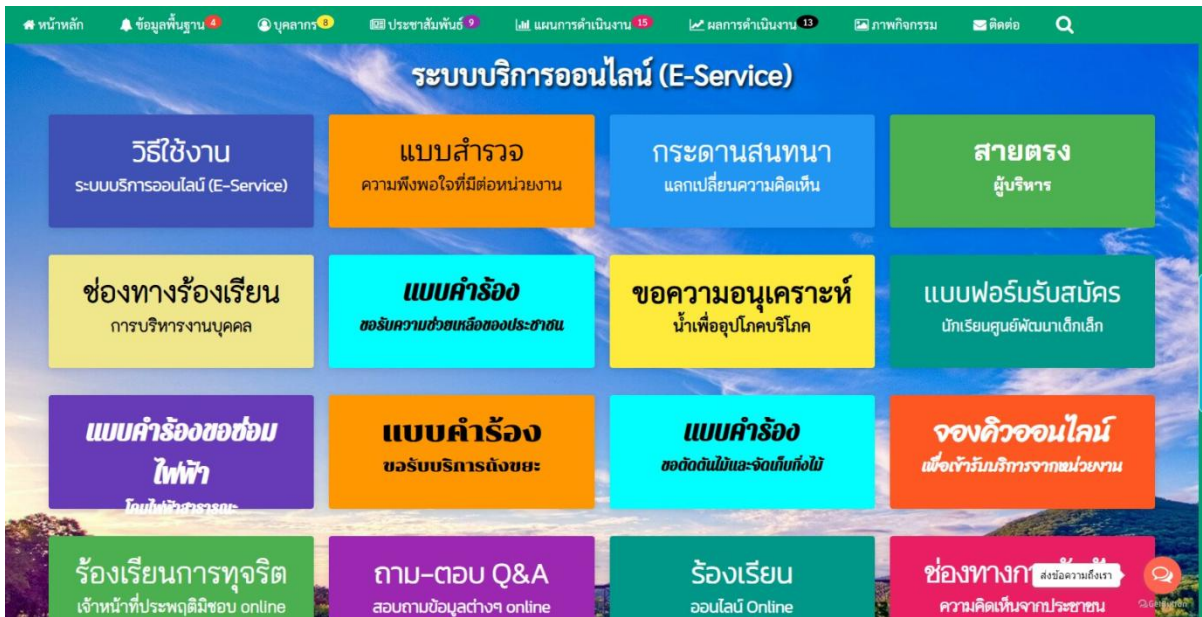 หน้าหลัก ข้อมูลพื้นฐาน 4 บุคลากร 8 ประชาสัมพันธ์ 9 แผนการดำเนินงาน 15 ผลการดำเนินงาน 13 ภาพกิจกรรม ติดต่อ
ระบบบริการออนไลน์ (E-Service)
วิธีใช้งาน
ระบบบริการออนไลน์ (E-Service)
แบบสำรวจ
ความพึงพอใจที่มีต่อหน่วยงาน
กระดานสนทนา
แลกเปลี่ยนความคิดเห็น
สายตรง
ผู้บริหาร
ช่องทางร้องเรียน
การบริหารงานบุคคล
แบบคำร้อง
ขอรับความช่วยเหลือของประชาชน
ขอความอนุเคราะห์
น้ำเพื่ออุปโภคบริโภค
แบบฟอร์มรับสมัคร
นักเรียนศูนย์พัฒนาเด็กเล็ก
แบบคำร้องขอซ่อม
ไฟฟ้า
โคมไฟฟ้าสาธารณะ
แบบคำร้อง
ขอรับบริการถังขยะ
แบบคำร้อง
ขอตัดต้นไม้และจัดเก็บกิ่งไม้
จองคิวออนไลน์
เพื่อเข้ารับบริการจากหน่วยงาน
ร้องเรียนการทุจริต
เจ้าหน้าที่ประพฤติมิชอบ online
ถาม-ตอบ Q&A
สอบถามข้อมูลต่างๆ online
ร้องเรียน
ออนไลน์ Online
ช่องทาง
ความคิดเห็นจากประชาชน
ส่งข้อความถึงเรา
GetButton